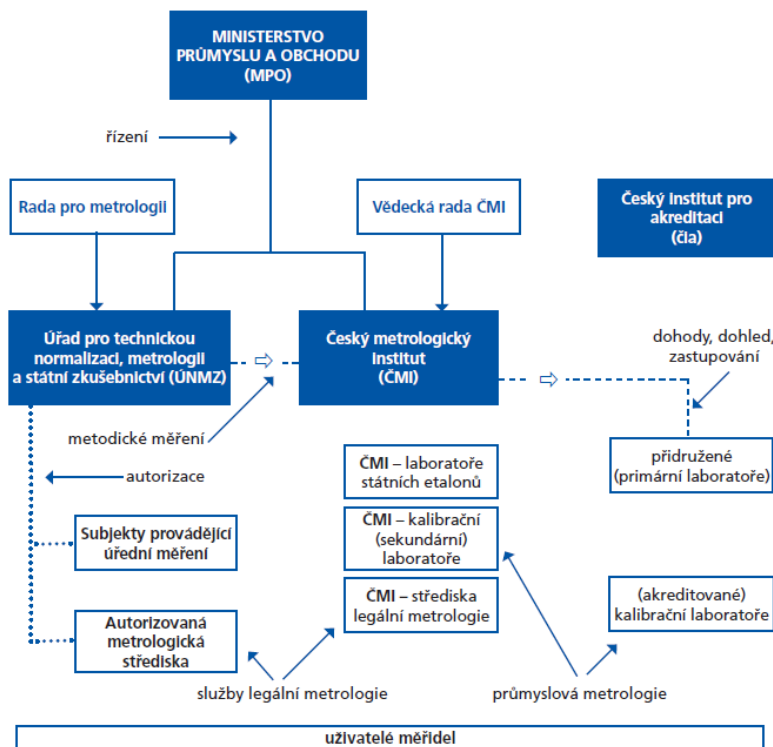 MINISTERSTVO
PRŮMYSLU A OBCHODU
(MPO)
řízení
Rada pro metrologii
Vědecká rada ČMI
Český institut pro
akreditaci
(čia)
Úřad pro technickou
normalizaci, metrologii
a státní zkušebnictví (ÚNMZ)
Český metrologický
institut
(ČMI)
dohody, dohled,
zastupování
metodické měření
autorizace
ČMI – laboratoře
státních etalonů
přidružené
(primární laboratoře)
Subjekty provádějící
úřední měření
ČMI – kalibrační
(sekundární)
laboratoře
Autorizovaná
metrologická
střediska
ČMI – střediska
legální metrologie
(akreditované)
kalibrační laboratoře
služby legální metrologie
průmyslová metrologie
uživatelé měřidel